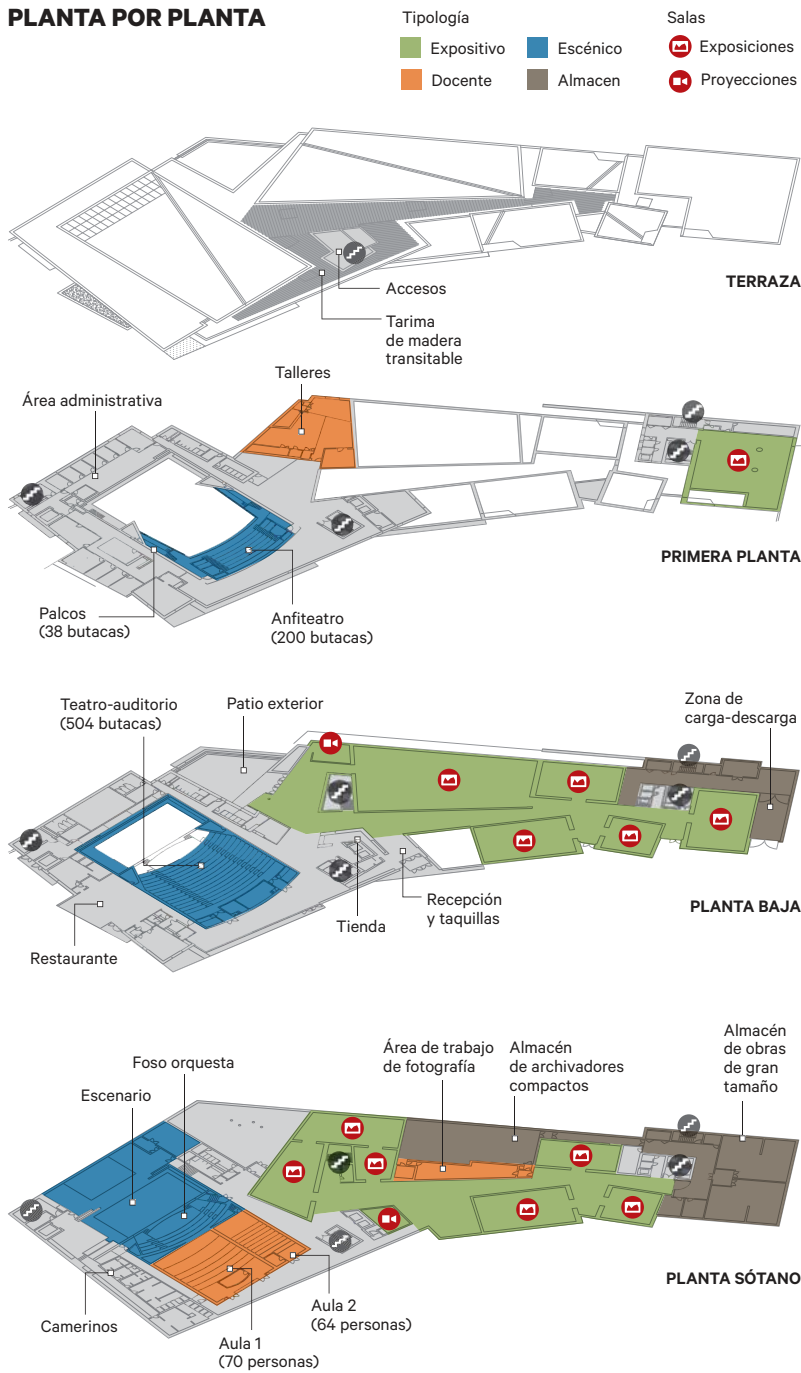 PLANTA POR PLANTA
Tipología
Expositivo
Escénico
Docente
Almacen
Salas
Exposiciones
Proyecciones
Accesos
Tarima
de madera
transitable
TERRAZA
Talleres
Área administrativa
Palcos
(38 butacas)
Anfiteatro
(200 butacas)
PRIMERA PLANTA
Teatro-auditorio
(504 butacas)
Patio exterior
Zona de
carga-descarga
Restaurante
Tienda
Recepción
y taquillas
PLANTA BAJA
Escenario
Foso orquesta
Área de trabajo
de fotografía
Almacén
de archivadores
compactos
Almacén
de obras
de gran
tamaño
Camerinos
Aula 1
(70 personas)
Aula 2
(64 personas)
PLANTA SÓTANO